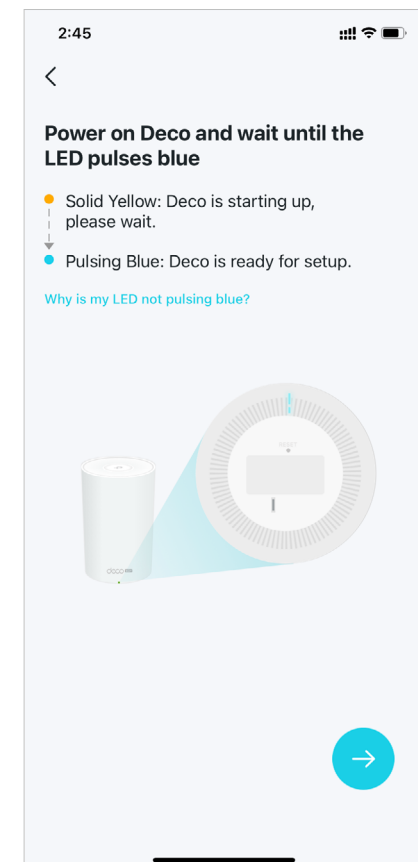 2:45
Power on Deco and wait until the
LED pulses blue
Solid Yellow: Deco is starting up,
please wait.
Pulsing Blue: Deco is ready for setup.
Why is my LED not pulsing blue?
RESET
deco